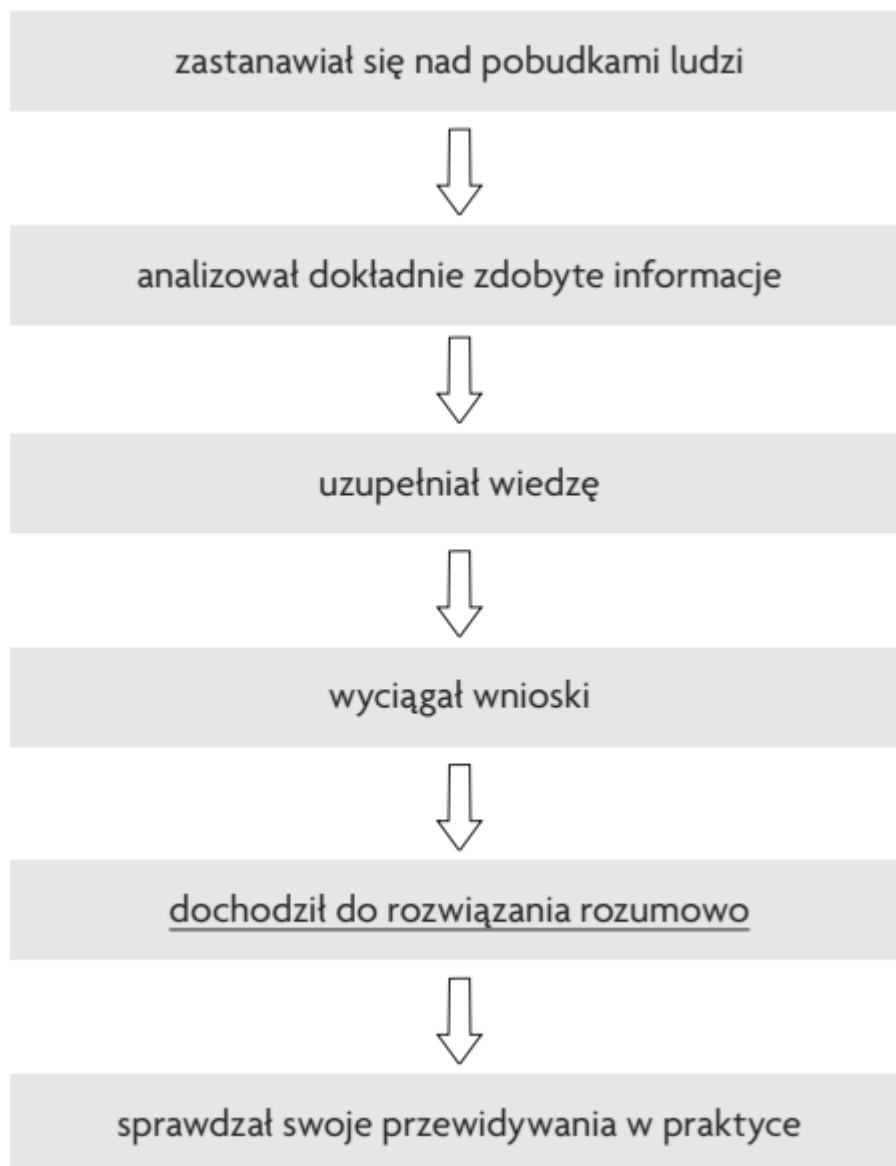 zastanawiał się nad pobudkami ludzi
analizował dokładnie zdobyte informacje
uzupełniał wiedzę
wyciągał wnioski
dochodził do rozwiązania rozumowo
sprawdzał swoje przewidywania w praktyce